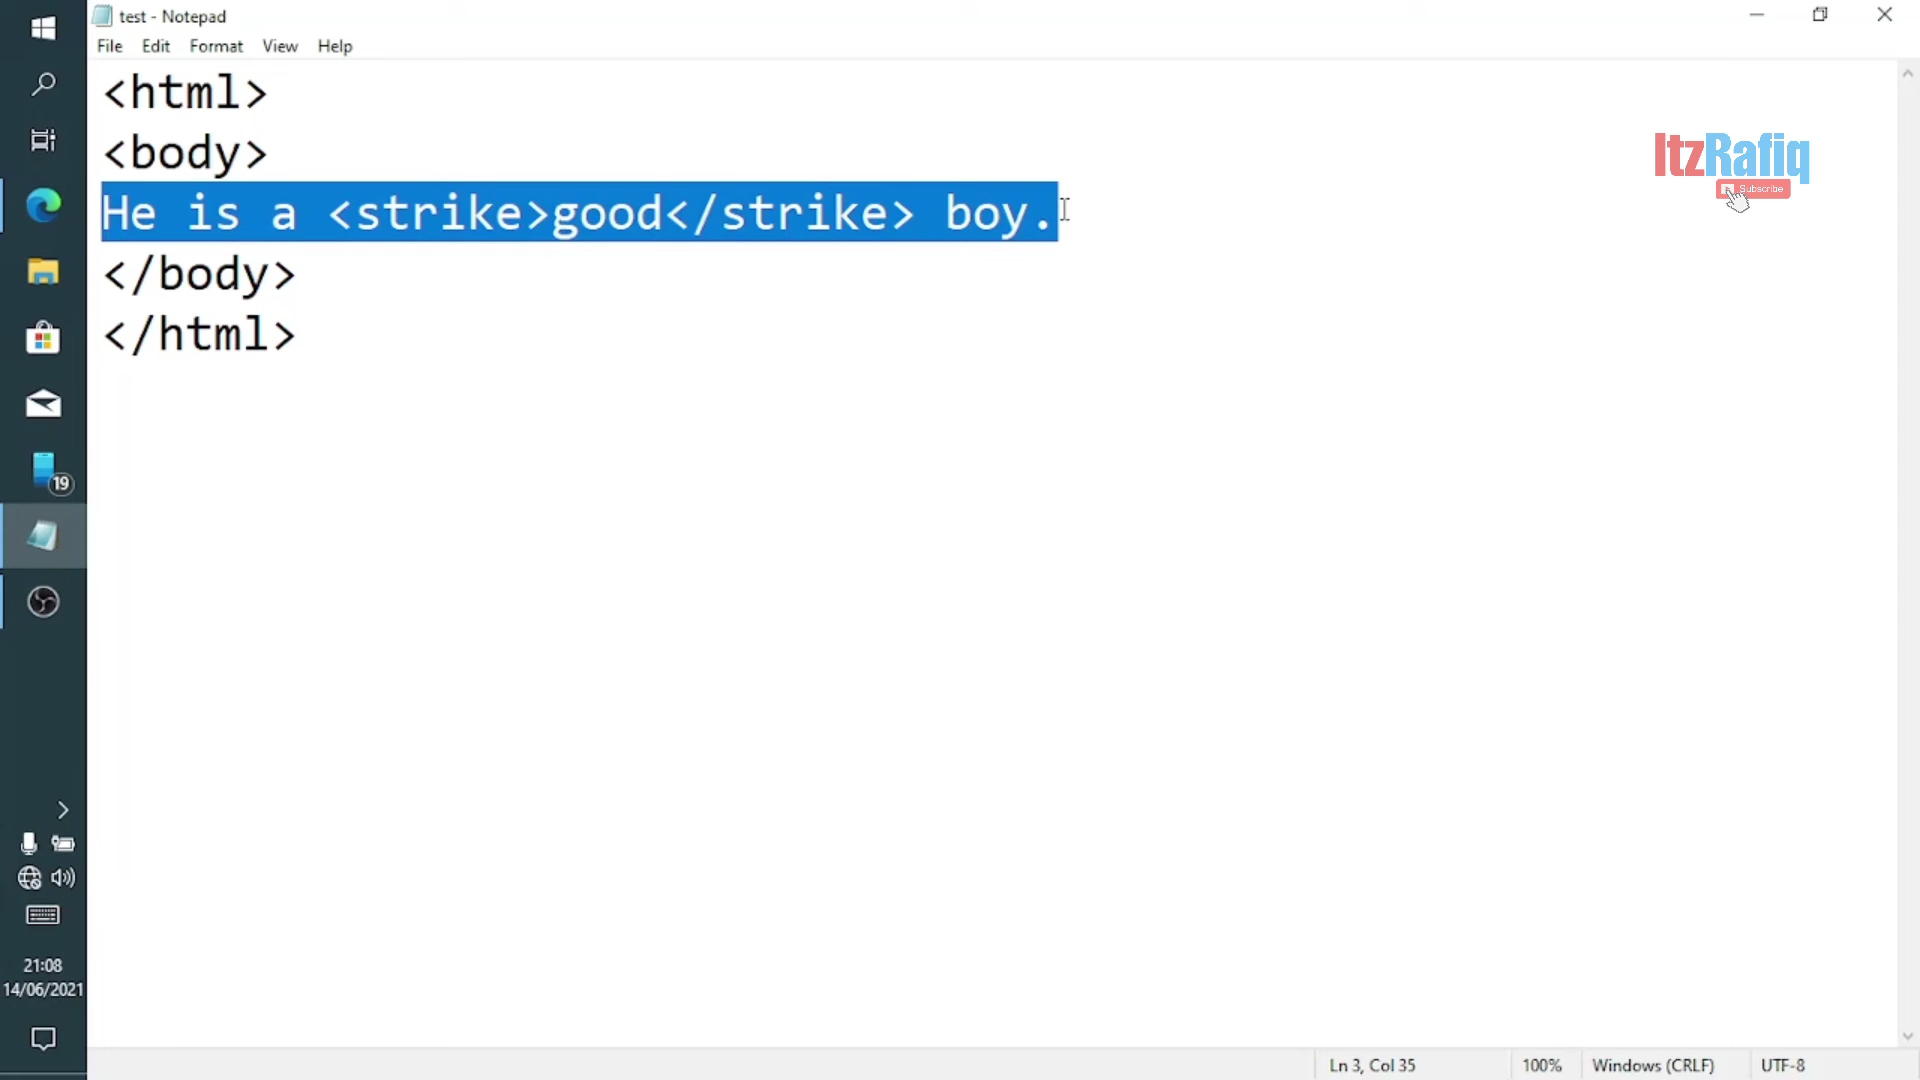 test - Notepad
File Edit Format View Help
<html>
<body>
He is a <strike>good</strike> boy.
</body>
</html>
ItzRafiq
Subscribe
19
21:08
14/06/2021
Ln 3, Col 35 100% Windows (CRLF) UTF-8